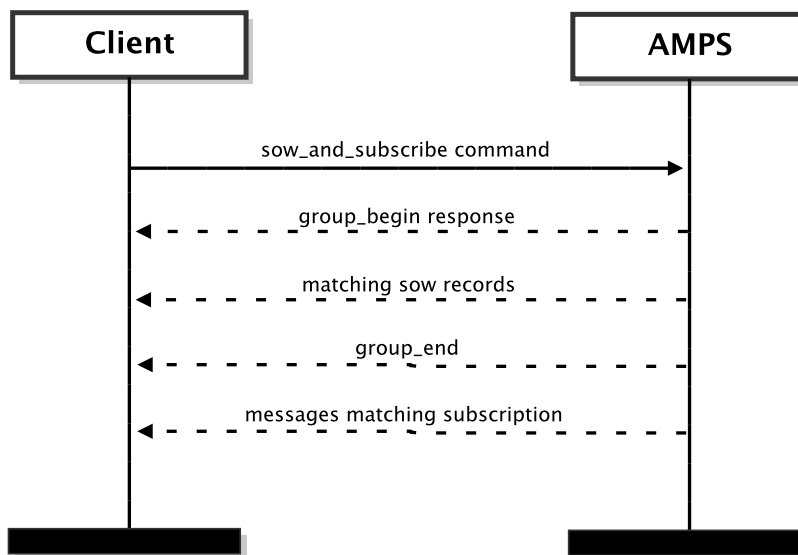 Client
AMPS
sow_and_subscribe command
group_begin response
matching sow records
group_end
messages matching subscription